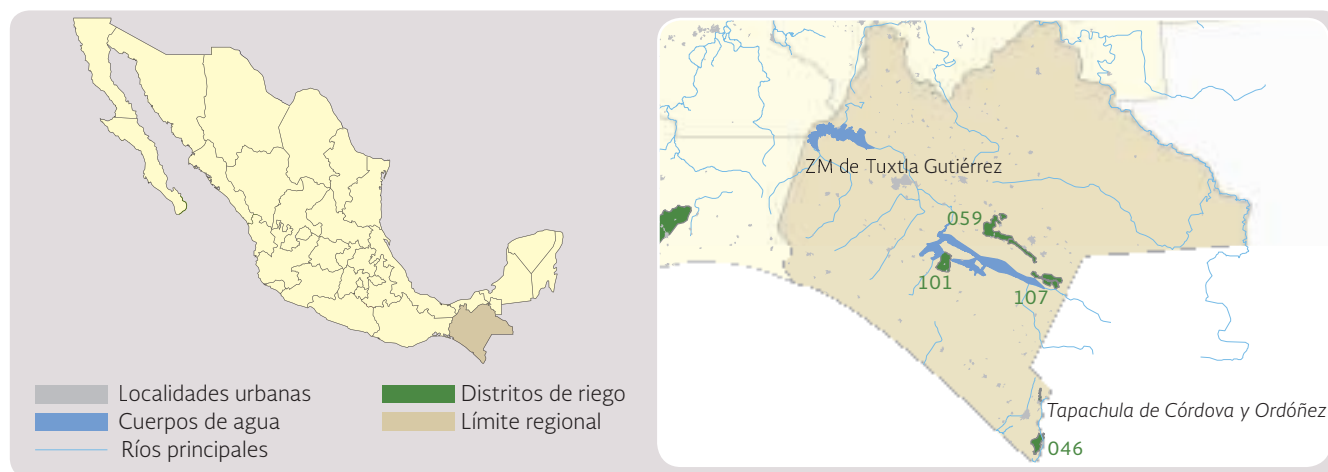 Localidades urbanas
Cuerpos de agua
Ríos principales
Distritos de riego
Límite regional
ZM de Tuxtla Gutiérrez
059
101
107
Tapachula de Córdova y Ordóñez
046